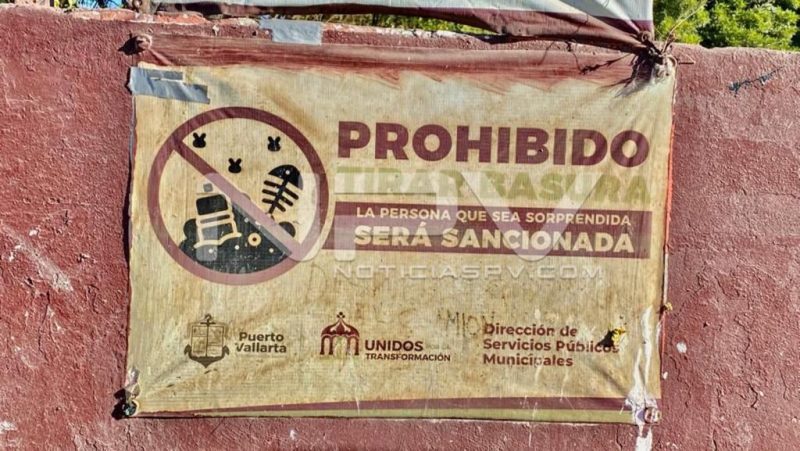 PROHIBIDO
TIRAR BASURA
LA PERSONA QUE SEA SORPRENDIDA
SERÁ SANCIONADA
NPV
NOTICIASPV.COM
Puerto
Vallarta
UNIDOS
TRANSFORMACIÓN
Dirección de
Servicios Públicos
Municipales